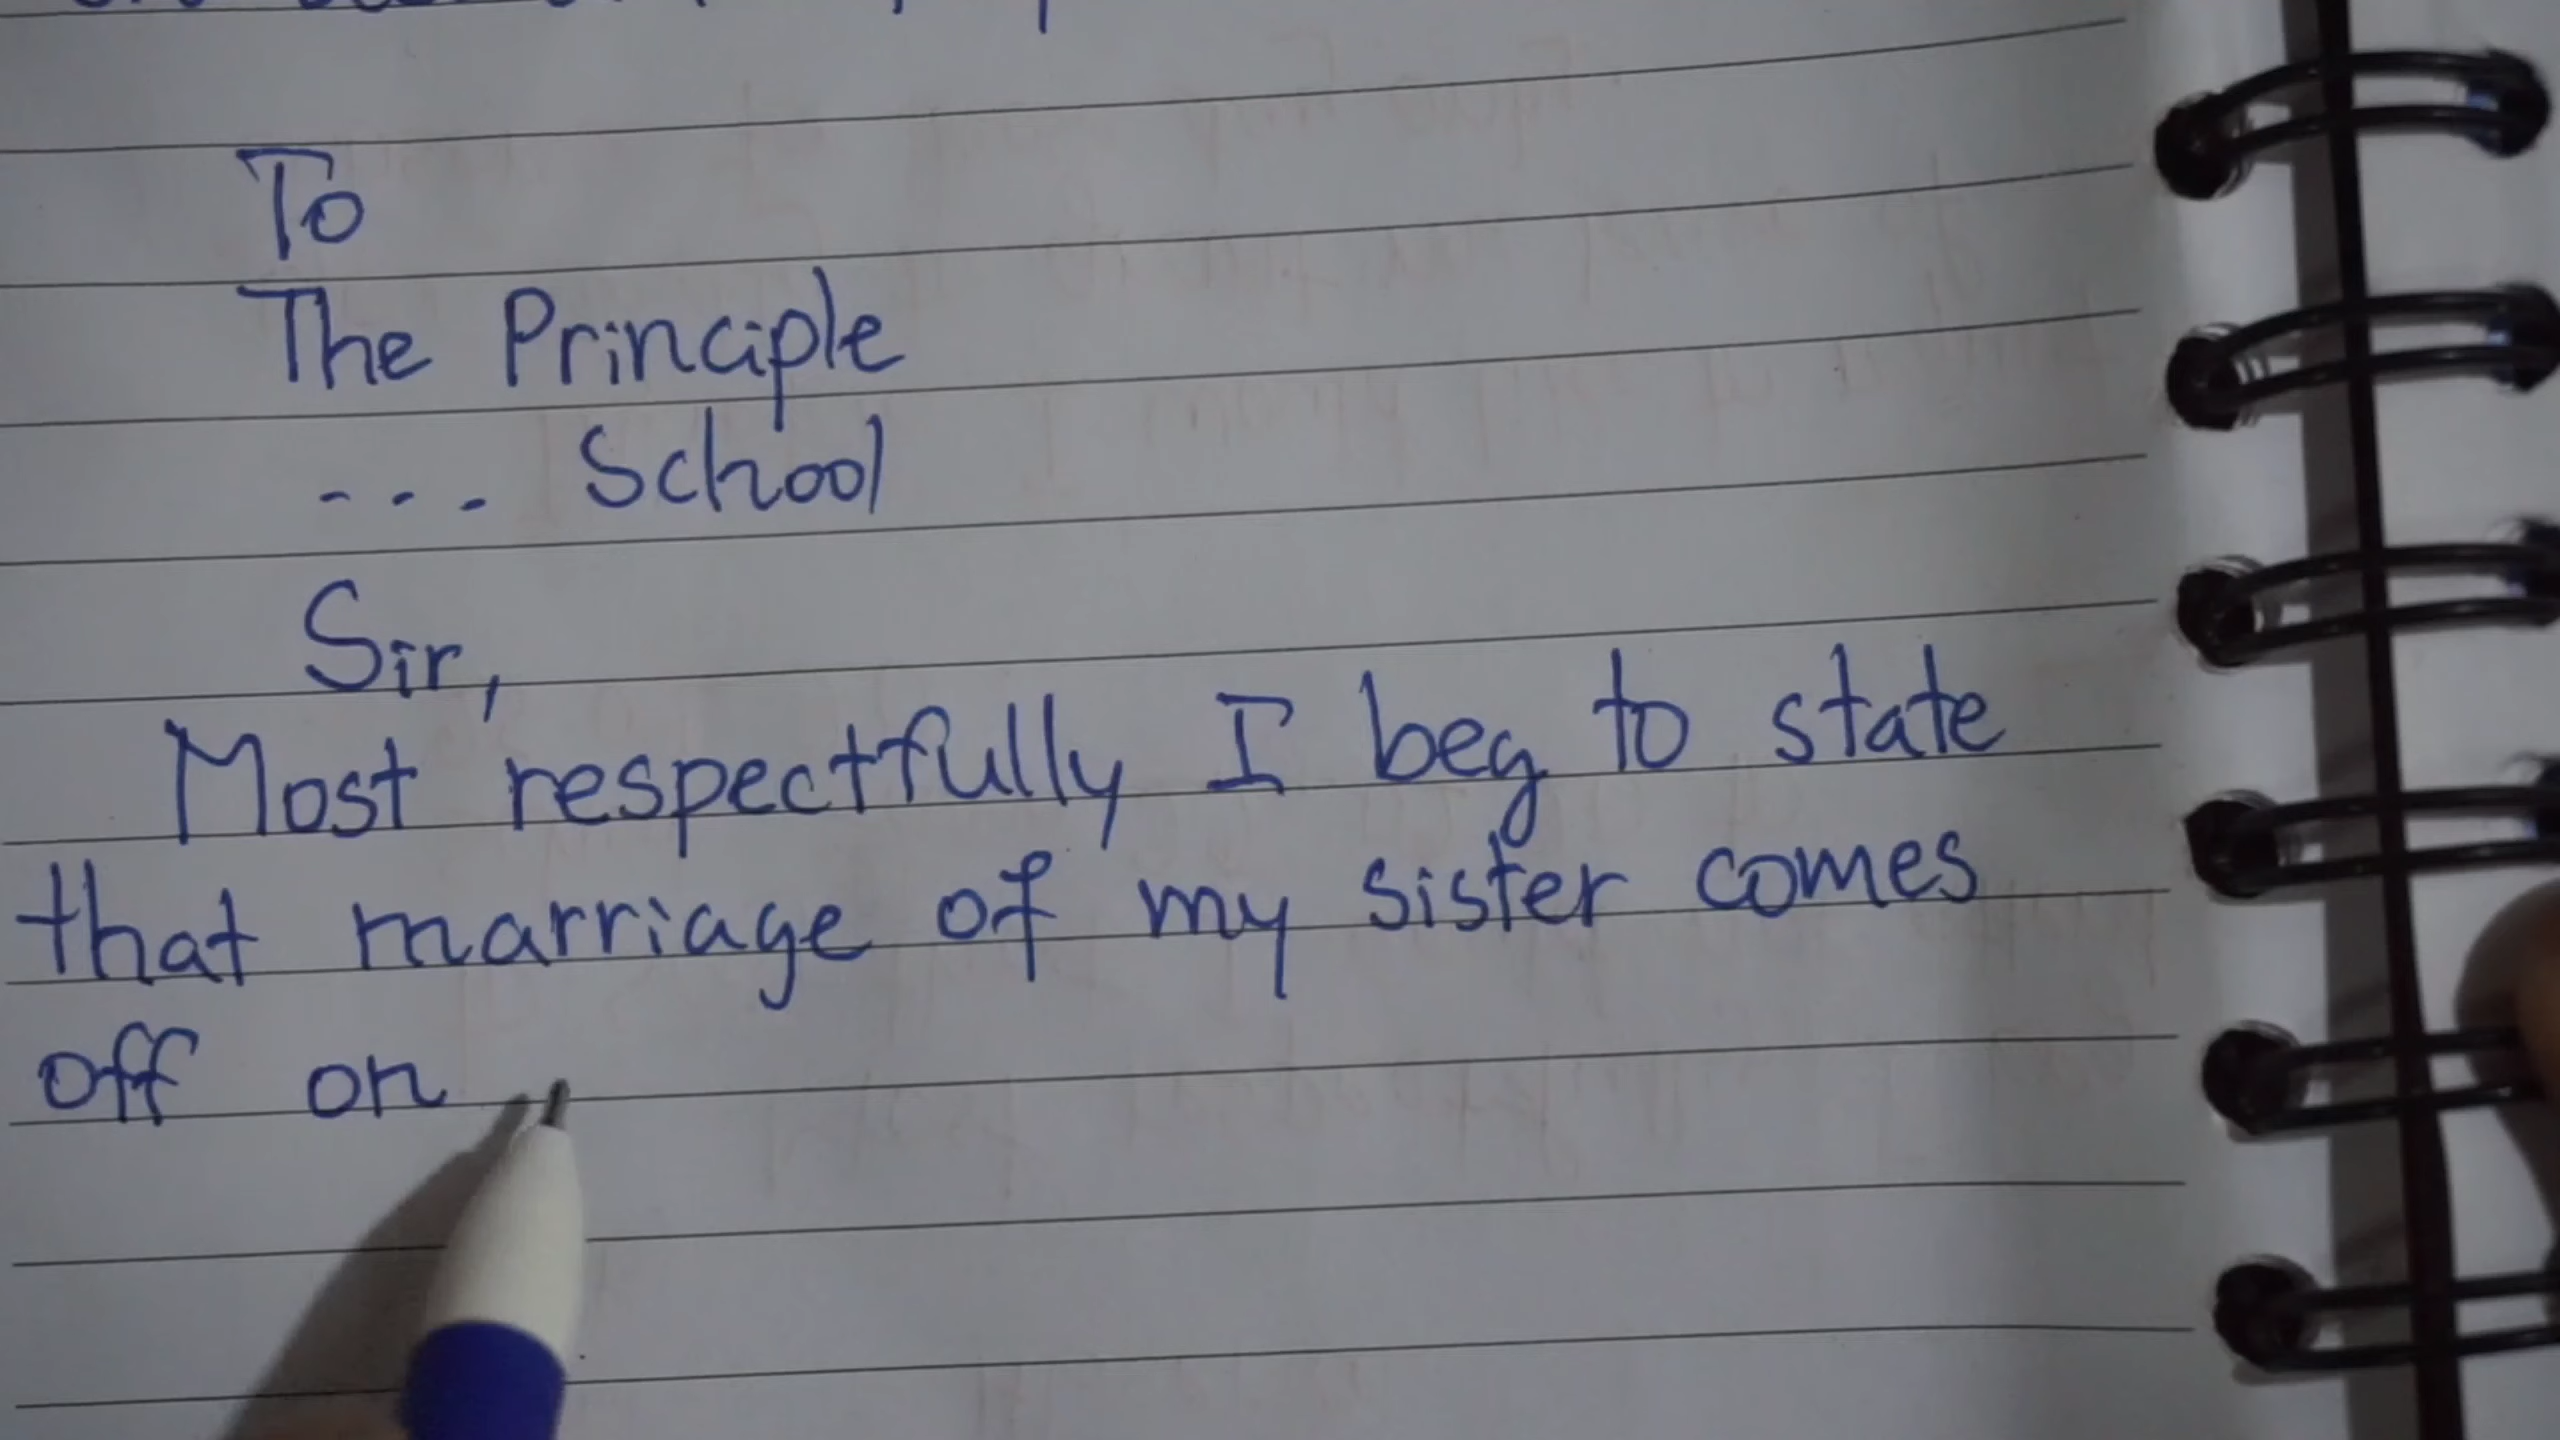 To
The Principle
... School
Sir,
Most respectfully I beg to state
that marriage of my sister comes
off on